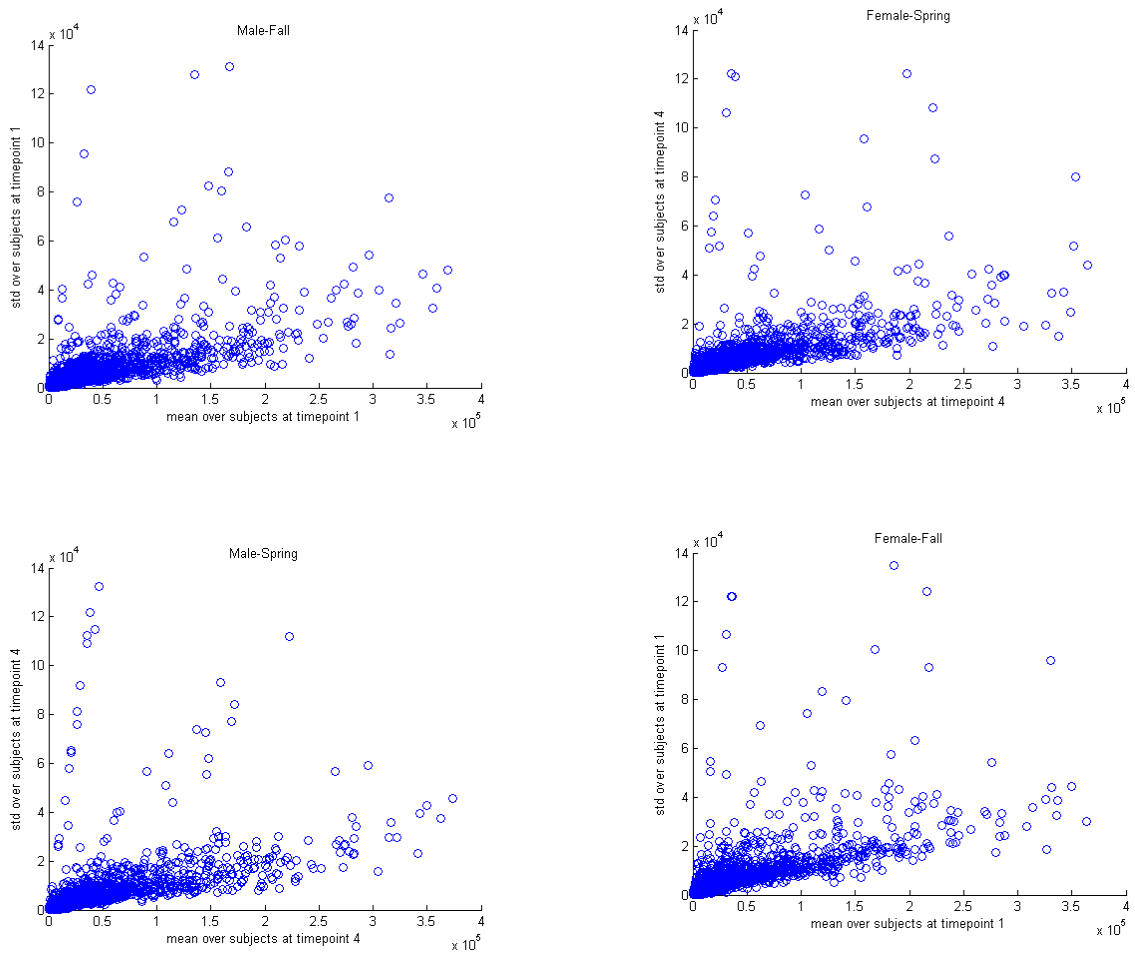 Male-Fall
x 10^4
14
12
10
8
6
4
2
0
std over subjects at timepoint 1
0 0.5 1 1.5 2 2.5 3 3.5 4
mean over subjects at timepoint 1
x 10^5
Female-Spring
x 10^4
14
12
10
8
6
4
2
0
std over subjects at timepoint 4
0 0.5 1 1.5 2 2.5 3 3.5 4
mean over subjects at timepoint 4
x 10^5
Male-Spring
x 10^4
14
12
10
8
6
4
2
0
std over subjects at timepoint 4
0 0.5 1 1.5 2 2.5 3 3.5 4
mean over subjects at timepoint 4
x 10^5
Female-Fall
x 10^4
14
12
10
8
6
4
2
0
std over subjects at timepoint 1
0 0.5 1 1.5 2 2.5 3 3.5 4
mean over subjects at timepoint 1
x 10^5